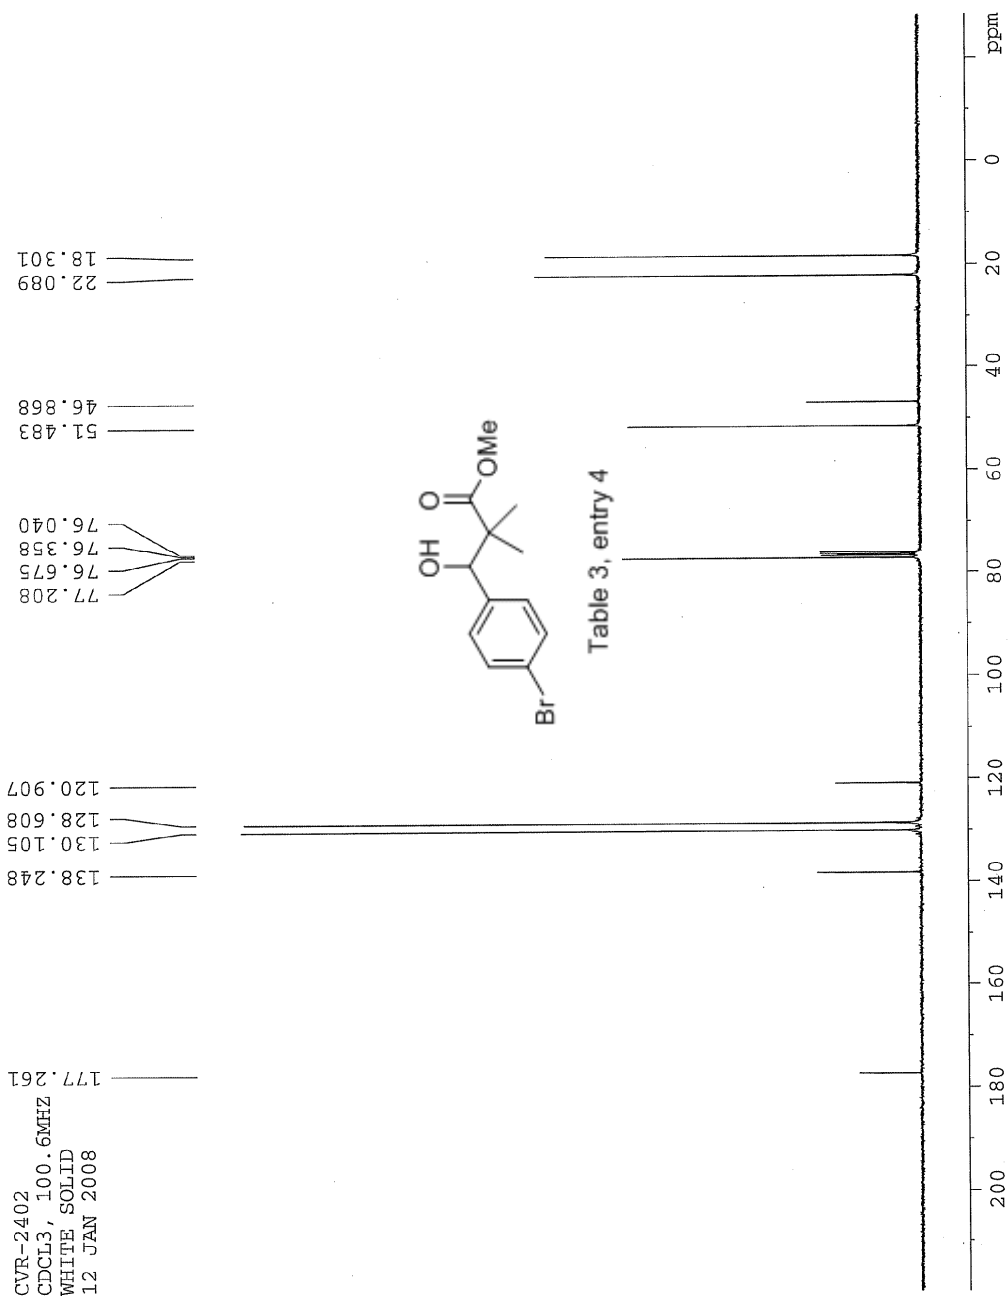 CVR-2402
CDCL3, 100.6MHZ
WHITE SOLID
12 JAN 2008
177.261
138.248
130.105
128.608
120.907
77.208
76.675
76.358
76.040
51.483
46.868
22.089
18.301
OH
O
OMe
Br
Table 3, entry 4
200
180
160
140
120
100
80
60
40
20
0
ppm